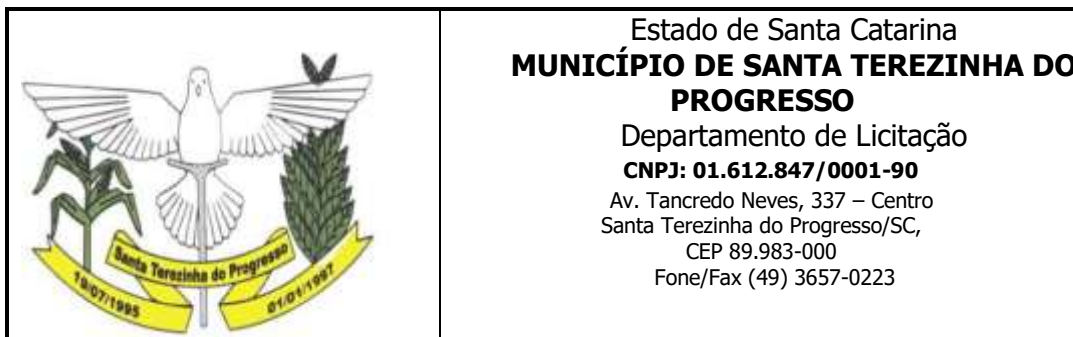 Santa Terezinha do Progresso
19/07/1995
01/01/1997
Estado de Santa Catarina
MUNICÍPIO DE SANTA TEREZINHA DO
PROGRESSO
Departamento de Licitação
CNPJ: 01.612.847/0001-90
Av. Tancredo Neves, 337 – Centro
Santa Terezinha do Progresso/SC,
CEP 89.983-000
Fone/Fax (49) 3657-0223